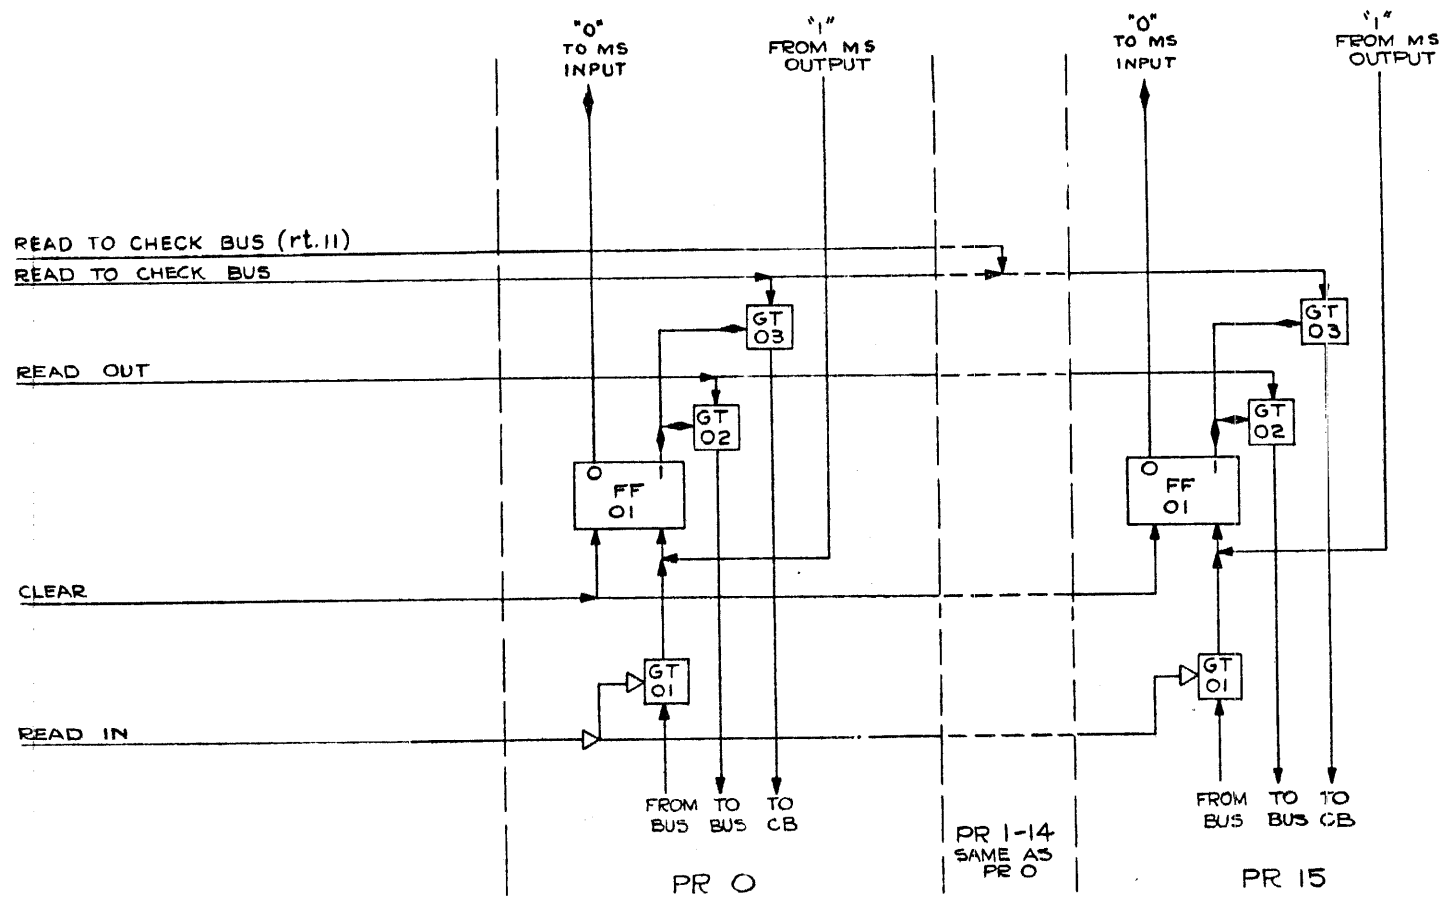 "0"
TO MS
INPUT
"1"
FROM MS
OUTPUT
"0"
TO MS
INPUT
"1"
FROM MS
OUTPUT
READ TO CHECK BUS (rt.11)
READ TO CHECK BUS
GT
03
GT
03
READ OUT
GT
02
GT
02
0 1
FF
01
0 1
FF
01
CLEAR
GT
01
GT
01
READ IN
FROM
BUS
TO
BUS
TO
CB
FROM
BUS
TO
BUS
TO
CB
PR 1-14
SAME AS
PR 0
PR 0
PR 15